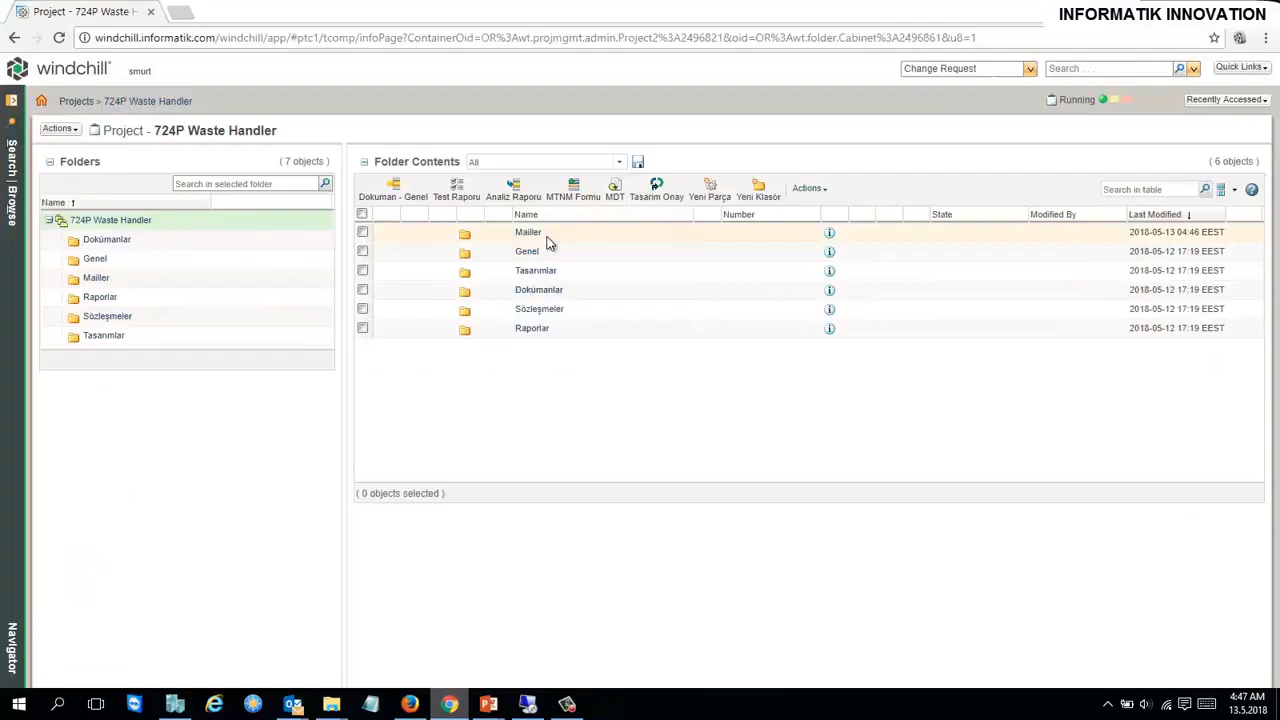 Project - 724P Waste H
INFORMATIK INNOVATION
windchill.informatik.com/windchill/app/#ptc1/tcomp/infoPage?ContainerOid=OR%3Awt.projmgmt.admin.Project2%3A2496821&oid=OR%3Awt.folder.Cabinet%3A2496861&u8=1
windchill smurt
Change Request Search . . . Quick Links
Projects > 724P Waste Handler Running Recently Accessed
Actions Project - 724P Waste Handler
Folders ( 7 objects )
Search in selected folder
Name
724P Waste Handler
Dokümanlar
Genel
Mailler
Raporlar
Sözleşmeler
Tasarımlar
Folder Contents All ( 6 objects )
Dokuman - Genel Test Raporu Analiz Raporu MTNM Formu MDT Tasarim Onay Yeni Parça Yeni Klasör Actions Search in table
Name Number State Modified By Last Modified
Mailler 2018-05-13 04:46 EEST
Genel 2018-05-12 17:19 EEST
Tasarımlar 2018-05-12 17:19 EEST
Dokümanlar 2018-05-12 17:19 EEST
Sözleşmeler 2018-05-12 17:19 EEST
Raporlar 2018-05-12 17:19 EEST
( 0 objects selected )
Search | Browse
Navigator
4:47 AM
13.5.2018